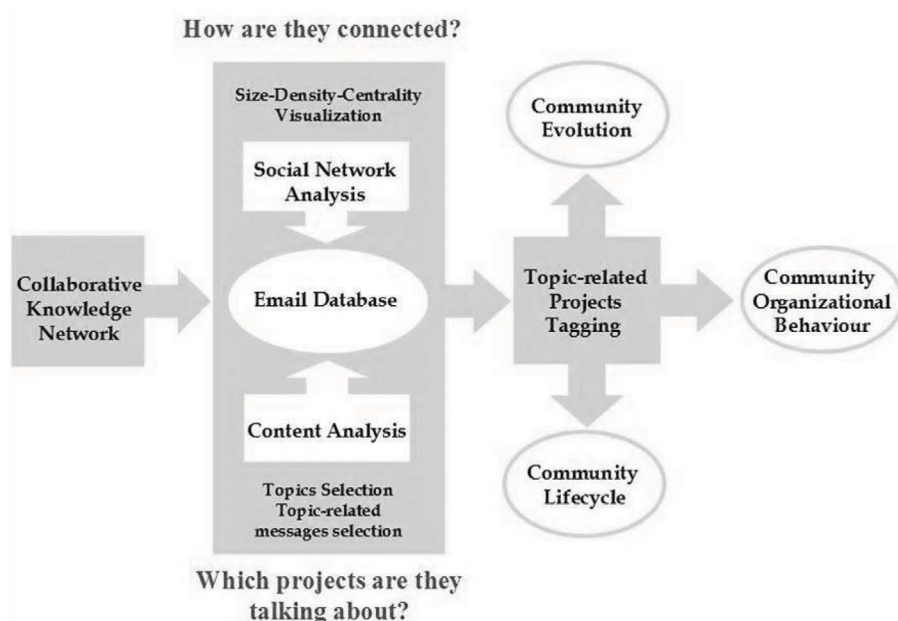 How are they connected?
Size-Density-Centrality
Visualization
Social Network
Analysis
Email Database
Content Analysis
Topics Selection
Topic-related
messages selection
Which projects are they
talking about?
Collaborative
Knowledge
Network
Topic-related
Projects
Tagging
Community
Evolution
Community
Organizational
Behaviour
Community
Lifecycle